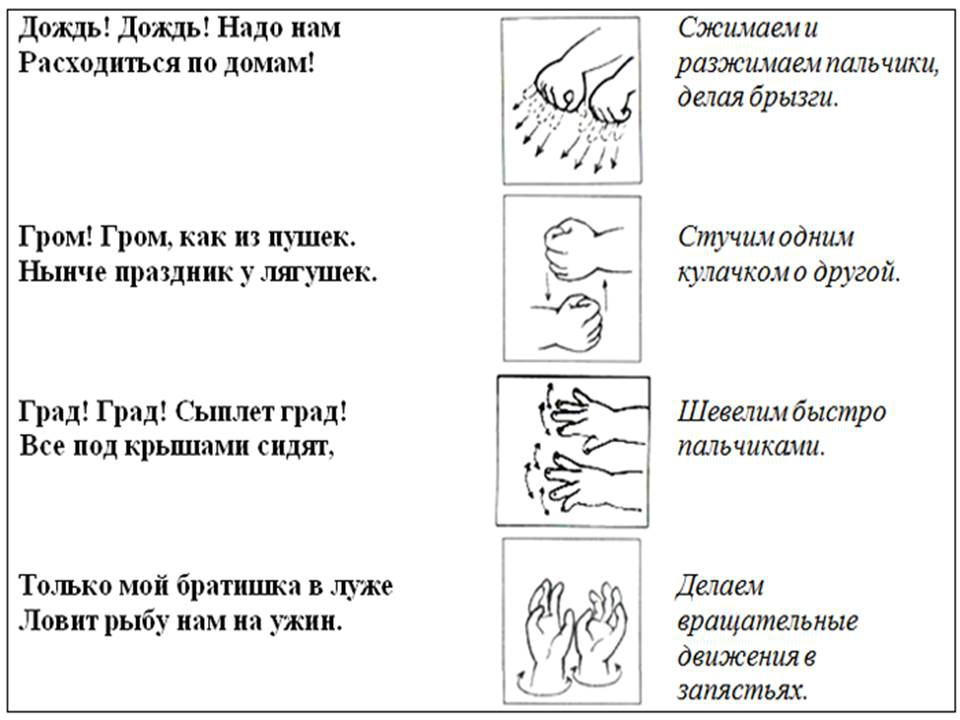 Дождь! Дождь! Надо нам
Расходиться по домам!
Сжимаем и
разжимаем пальчики,
делая брызги.
Гром! Гром, как из пушек.
Нынче праздник у лягушек.
Стучим одним
кулачком о другой.
Град! Град! Сыплет град!
Все под крышами сидят,
Шевелим быстро
пальчиками.
Только мой братишка в луже
Ловит рыбу нам на ужин.
Делаем
вращательные
движения в
запястьях.